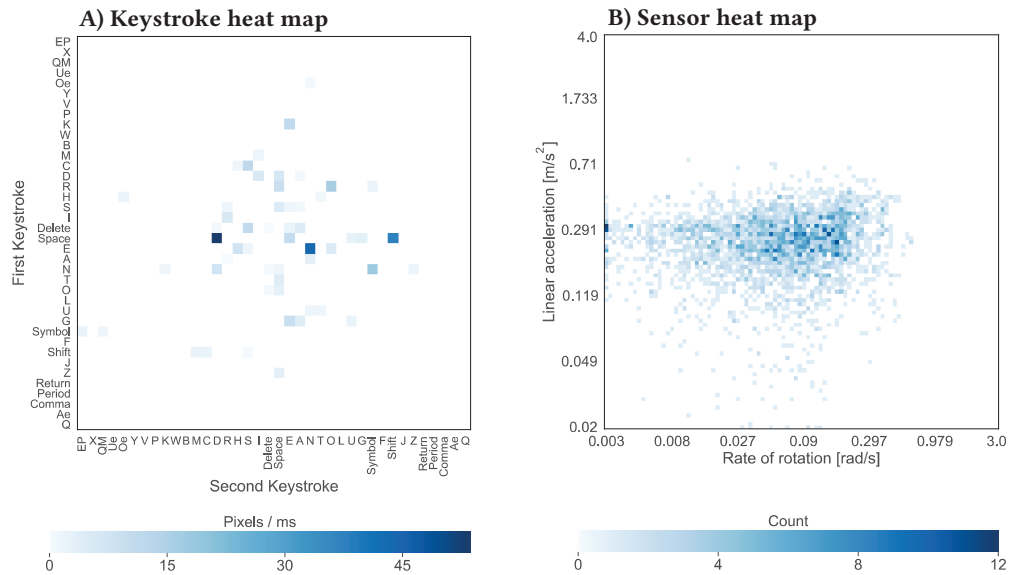 A) Keystroke heat map
EP
X
QM
Ue
Oe
Y
V
P
K
W
B
M
C
D
R
H
S
I
Delete
Space
E
A
N
T
O
L
U
G
Symbol
F
Shift
J
Z
Return
Period
Comma
Ae
Q
First Keystroke
EP X QM Ue Oe Y V P K W B M C D R H S I Delete Space E A N T O L U G Symbol F Shift J Z Return Period Comma Ae Q
Second Keystroke
Pixels / ms
0 15 30 45
B) Sensor heat map
4.0
1.733
0.71
0.291
0.119
0.049
0.02
Linear acceleration [m/s²]
0.003 0.008 0.027 0.09 0.297 0.979 3.0
Rate of rotation [rad/s]
Count
0 4 8 12